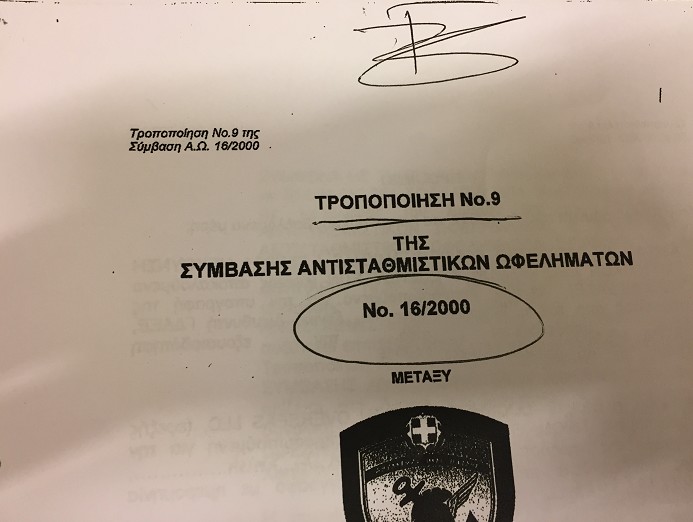 Τροποποίηση Νο.9 της
Σύμβαση Α.Ω. 16/2000
ΤΡΟΠΟΠΟΙΗΣΗ Νο.9
ΤΗΣ
ΣΥΜΒΑΣΗΣ ΑΝΤΙΣΤΑΘΜΙΣΤΙΚΩΝ ΩΦΕΛΗΜΑΤΩΝ
Νο. 16/2000
ΜΕΤΑΞΥ